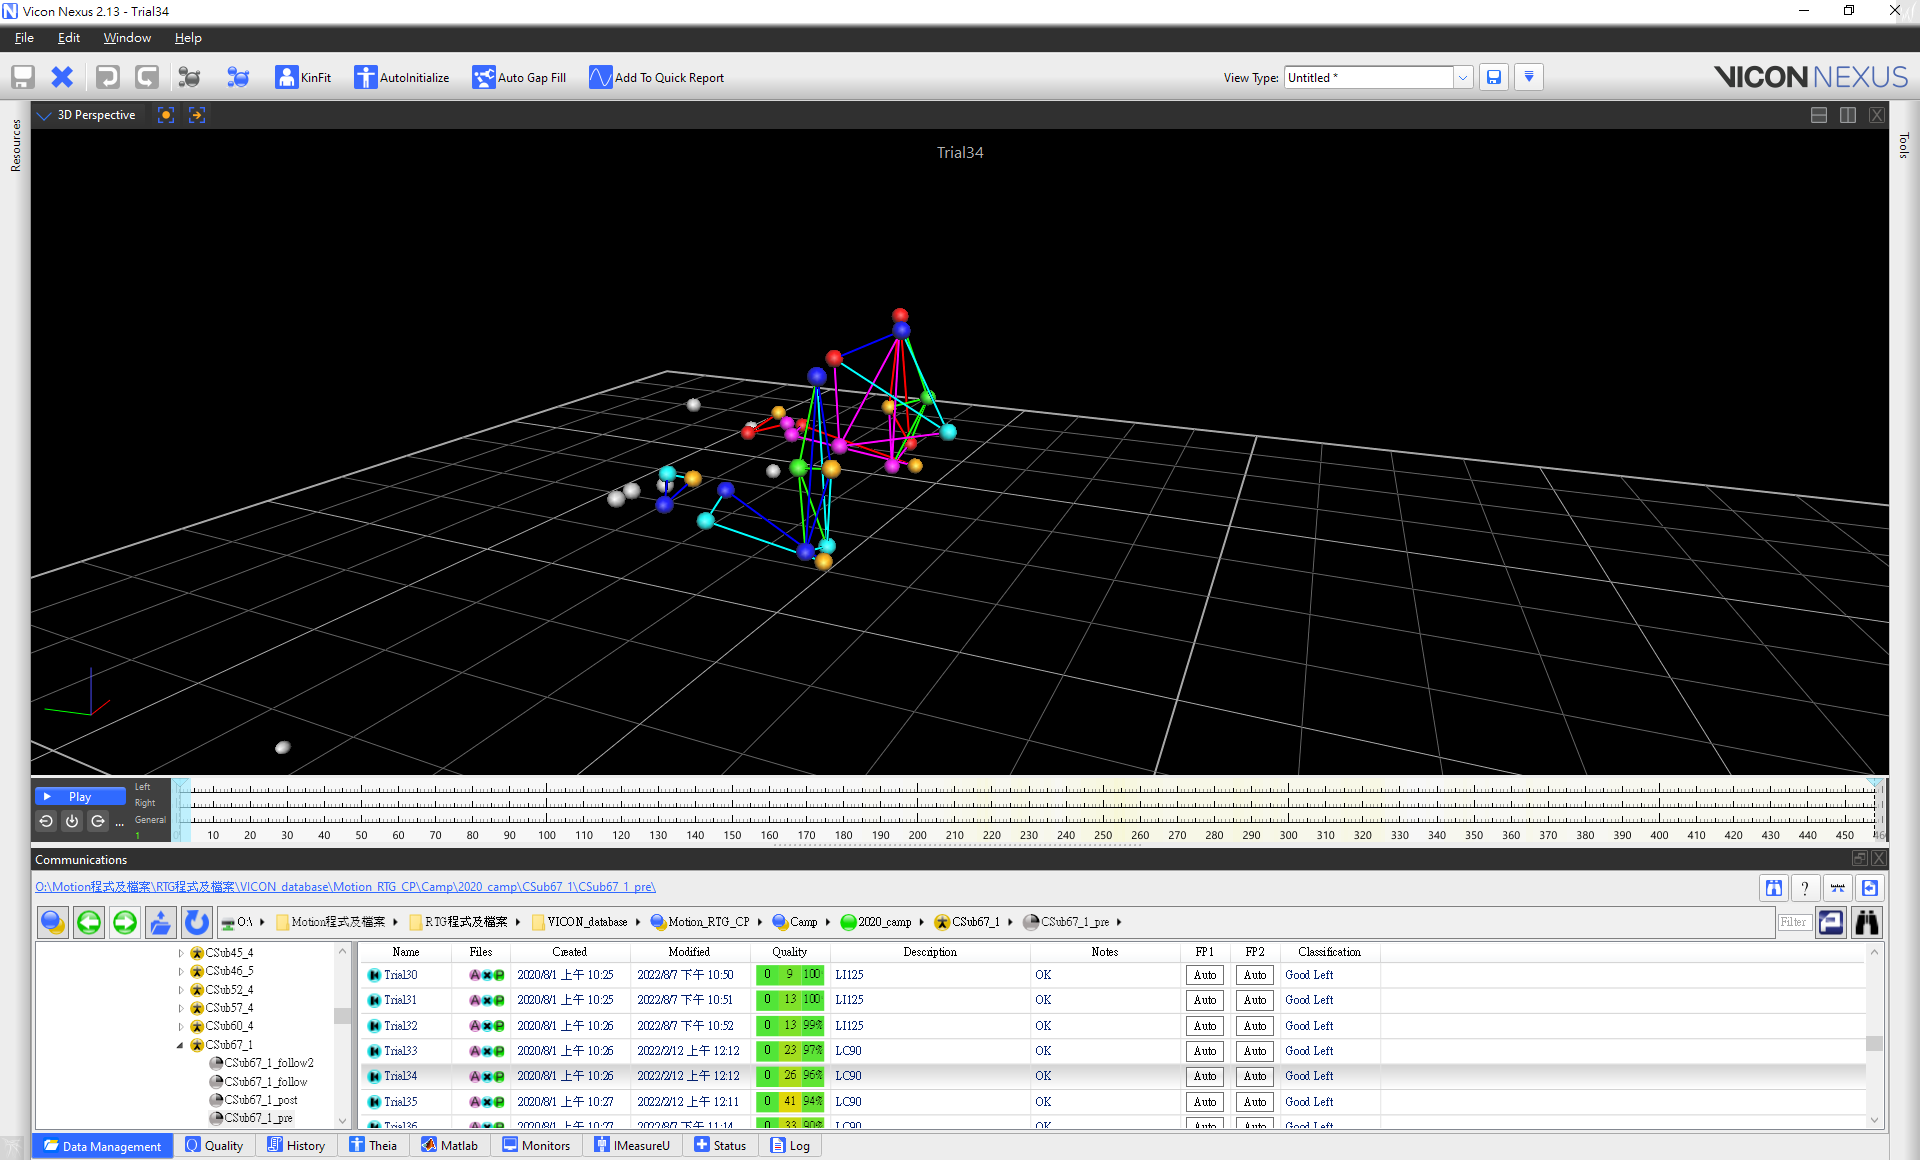 Vicon Nexus 2.13 - Trial34
File Edit Window Help
KinFit AutoInitialize Auto Gap Fill Add To Quick Report View Type: Untitled * VICON NEXUS
Resources
3D Perspective
Tools
Trial34
Left
Play
Right
General
1
10 20 30 40 50 60 70 80 90 100 110 120 130 140 150 160 170 180 190 200 210 220 230 240 250 260 270 280 290 300 310 320 330 340 350 360 370 380 390 400 410 420 430 440 450
Communications
O:\Motion程式及檔案\RTG程式及檔案\VICON_database\Motion_RTG_CP\Camp\2020_camp\CSub67_1\CSub67_1_pre\
O:\ Motion程式及檔案 RTG程式及檔案 VICON_database Motion_RTG_CP Camp 2020_camp CSub67_1 CSub67_1_pre Filter
CSub45_4
CSub46_5
CSub52_4
CSub57_4
CSub60_4
CSub67_1
CSub67_1_follow2
CSub67_1_follow
CSub67_1_post
CSub67_1_pre
Name Files Created Modified Quality Description Notes FP1 FP2 Classification
Trial30 A X P 2020/8/1 上午 10:25 2022/8/7 下午 10:50 0 9 100 LI125 OK Auto Auto Good Left
Trial31 A X P 2020/8/1 上午 10:25 2022/8/7 下午 10:51 0 13 100 LI125 OK Auto Auto Good Left
Trial32 A X P 2020/8/1 上午 10:26 2022/8/7 下午 10:52 0 13 99% LI125 OK Auto Auto Good Left
Trial33 A X P 2020/8/1 上午 10:26 2022/2/12 上午 12:12 0 23 97% LC90 OK Auto Auto Good Left
Trial34 A X P 2020/8/1 上午 10:26 2022/2/12 上午 12:12 0 26 96% LC90 OK Auto Auto Good Left
Trial35 A X P 2020/8/1 上午 10:27 2022/2/12 上午 12:11 0 41 94% LC90 OK Auto Auto Good Left
Trial36 A X P 2020/8/1 上午 10:27 2022/8/7 下午 11:14 0 33 90% LC90 OK Auto Auto Good Left
Data Management Quality History Theia Matlab Monitors IMeasureU Status Log